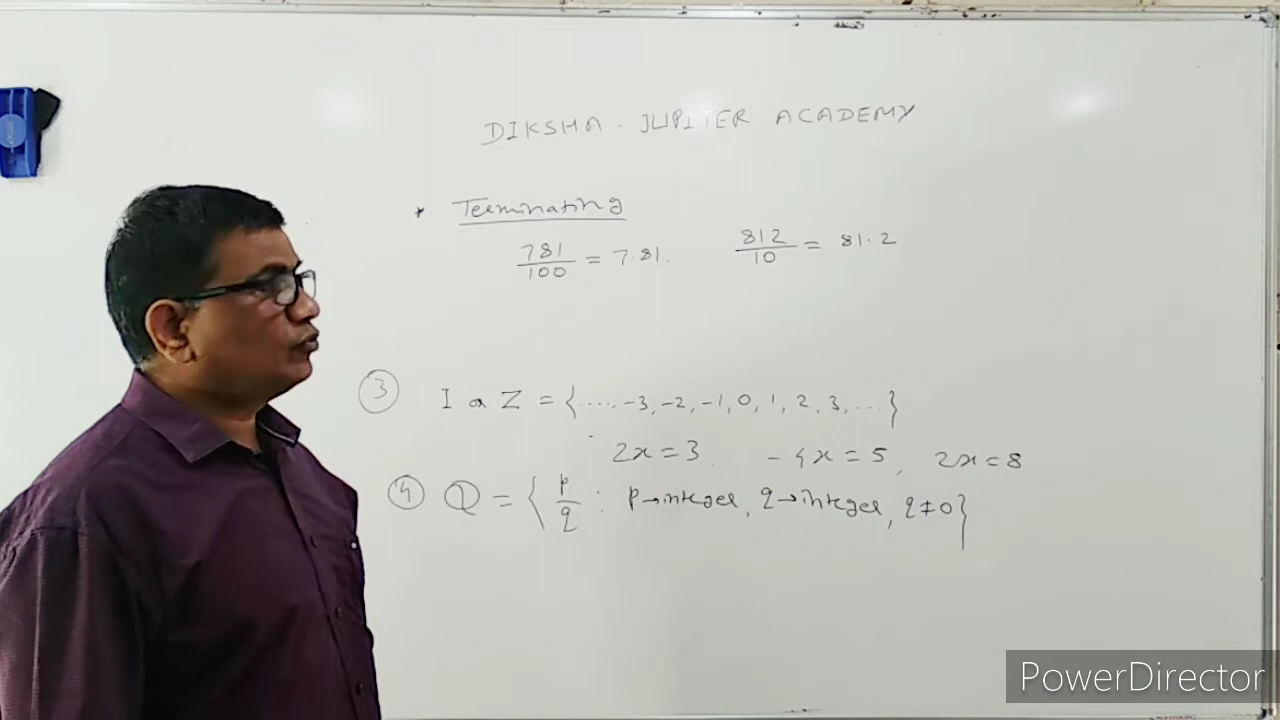 DIKSHA . JUPITER ACADEMY
* Terminating
781/100 = 7.81. 812/10 = 81.2
③ I or Z = {....,-3,-2,-1,0,1,2,3,...}
2x=3 -4x=5, 2x=8
④ Q = { p/q : p→integer, q→integer, q≠0}
PowerDirector